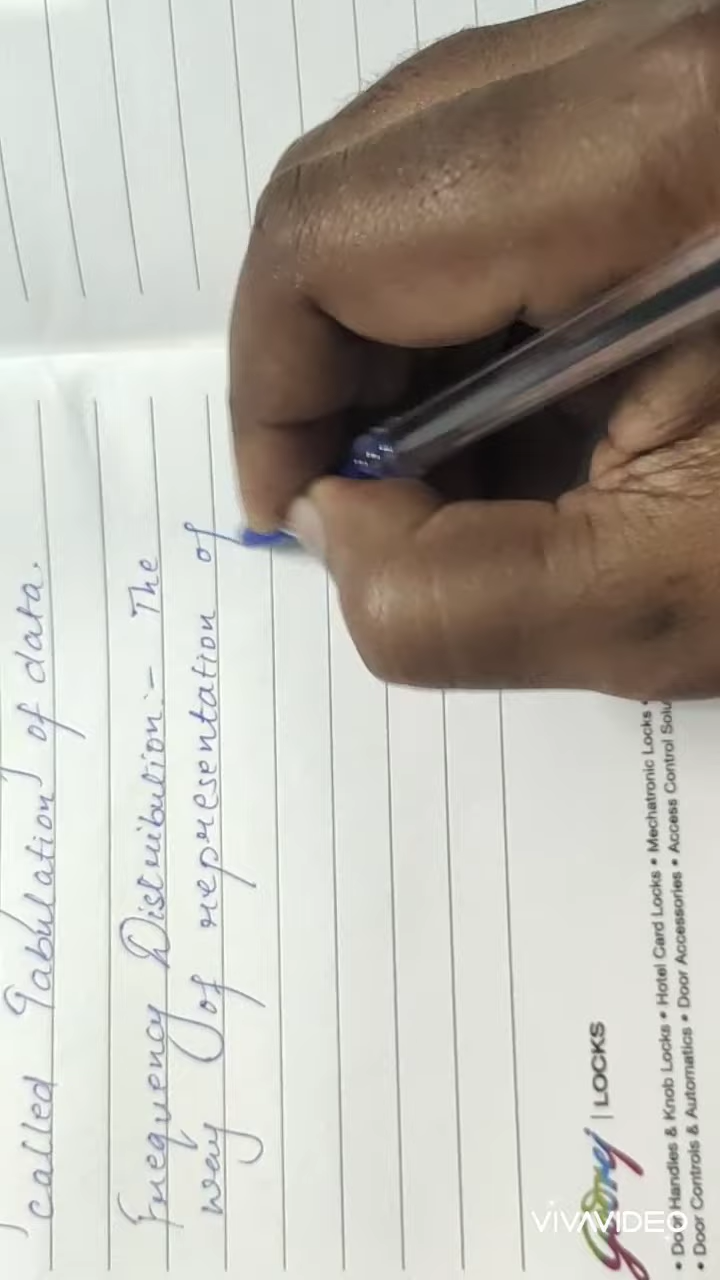 called Tabulation of data.
Frequency Distribution :- The
way of representation of
Godrej | LOCKS
• Door Handles & Knob Locks • Hotel Card Locks • Mechatronic Locks •
• Door Controls & Automatics • Door Accessories • Access Control Solu
VIVAVIDEO